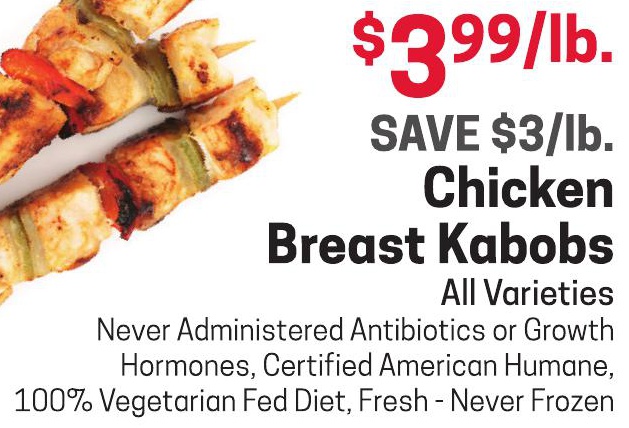 $3.99/lb.
SAVE $3/lb.
Chicken
Breast Kabobs
All Varieties
Never Administered Antibiotics or Growth
Hormones, Certified American Humane,
100% Vegetarian Fed Diet, Fresh - Never Frozen